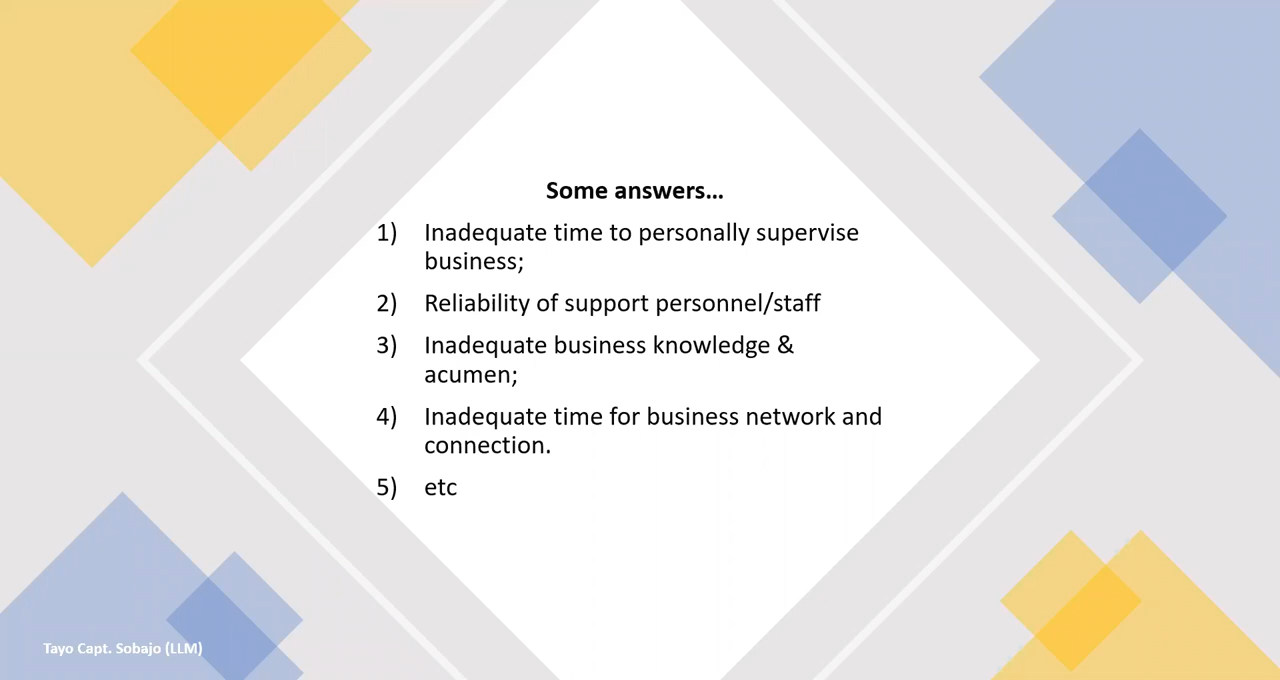 Some answers...
1) Inadequate time to personally supervise
business;
2) Reliability of support personnel/staff
3) Inadequate business knowledge &
acumen;
4) Inadequate time for business network and
connection.
5) etc
Tayo Capt. Sobajo (LLM)